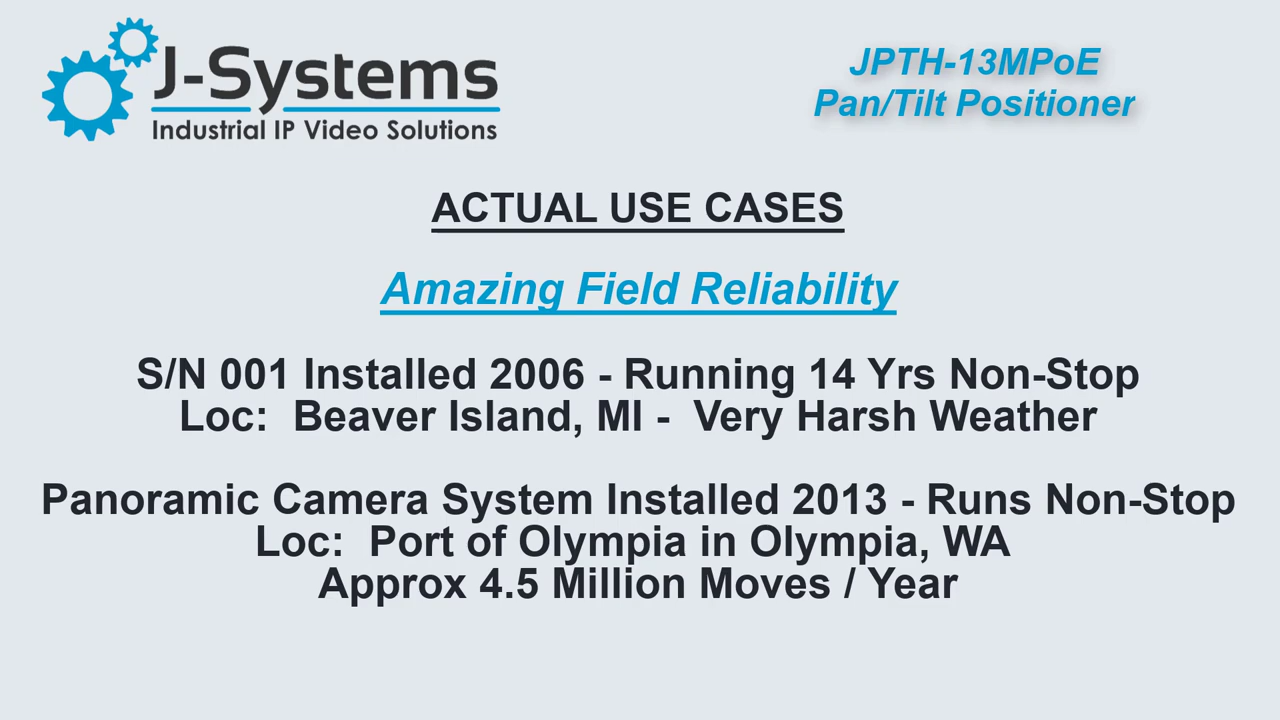 J-Systems
Industrial IP Video Solutions
JPTH-13MPoE
Pan/Tilt Positioner
ACTUAL USE CASES
Amazing Field Reliability
S/N 001 Installed 2006 - Running 14 Yrs Non-Stop
Loc:  Beaver Island, MI -  Very Harsh Weather
Panoramic Camera System Installed 2013 - Runs Non-Stop
Loc:  Port of Olympia in Olympia, WA
Approx 4.5 Million Moves / Year